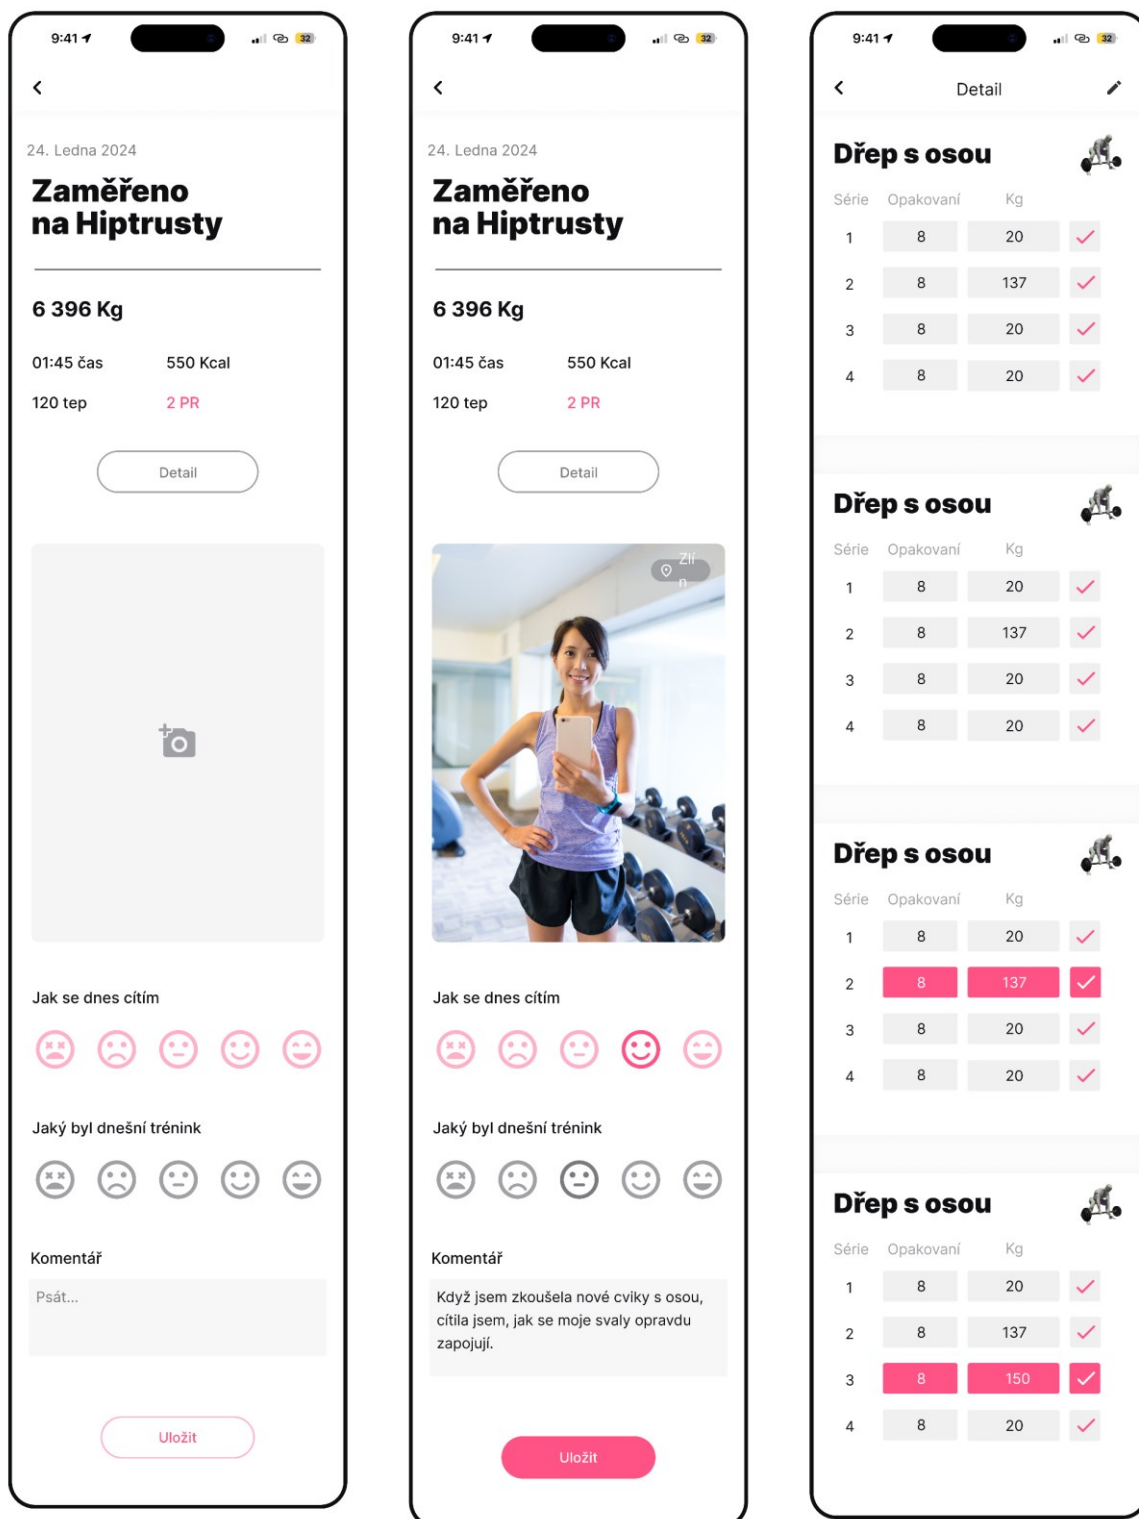 9:41
32
24. Ledna 2024
Zaměřeno
na Hiptrusty
6 396 Kg
01:45 čas 550 Kcal
120 tep 2 PR
Detail
Jak se dnes cítím
Jaký byl dnešní trénink
Komentář
Psát...
Uložit
9:41
32
24. Ledna 2024
Zaměřeno
na Hiptrusty
6 396 Kg
01:45 čas 550 Kcal
120 tep 2 PR
Detail
Zlí
n
Jak se dnes cítím
Jaký byl dnešní trénink
Komentář
Když jsem zkoušela nové cviky s osou,
cítila jsem, jak se moje svaly opravdu
zapojují.
Uložit
9:41
32
Detail
Dřep s osou
Série Opakovaní Kg
1 8 20
2 8 137
3 8 20
4 8 20
Dřep s osou
Série Opakovaní Kg
1 8 20
2 8 137
3 8 20
4 8 20
Dřep s osou
Série Opakovaní Kg
1 8 20
2 8 137
3 8 20
4 8 20
Dřep s osou
Série Opakovaní Kg
1 8 20
2 8 137
3 8 150
4 8 20